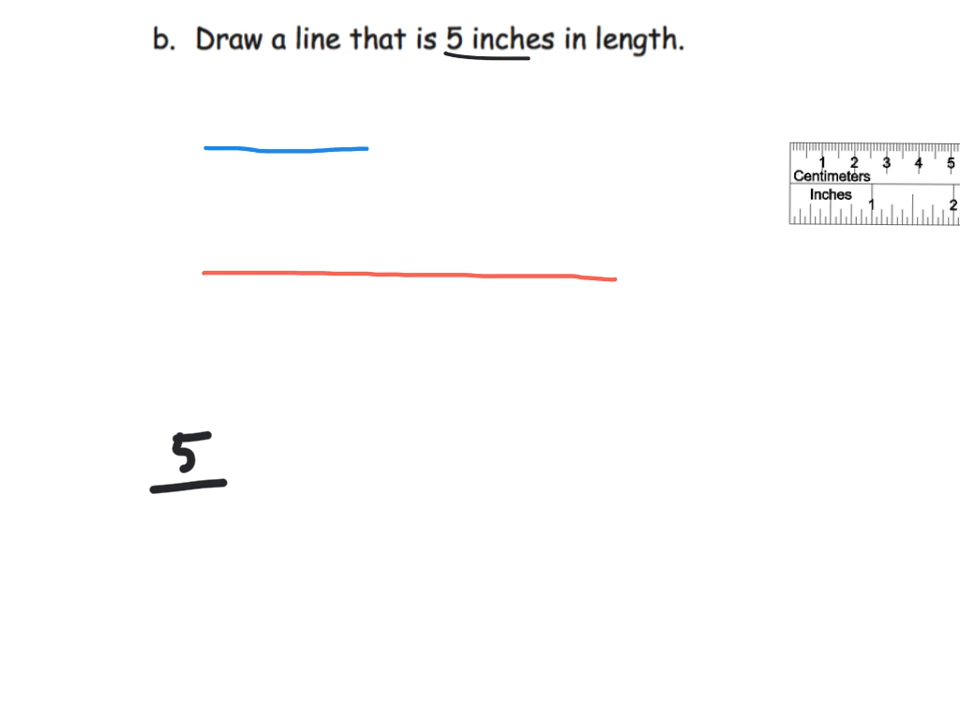 b. Draw a line that is 5 inches in length.
1 2 3 4 5
Centimeters
Inches
1 2
5